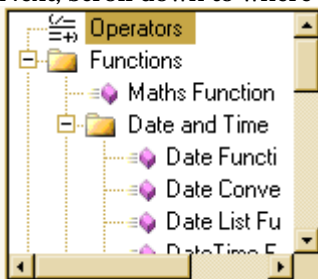 Operators
Functions
Maths Function
Date and Time
Date Functi
Date Conve
Date List Fu